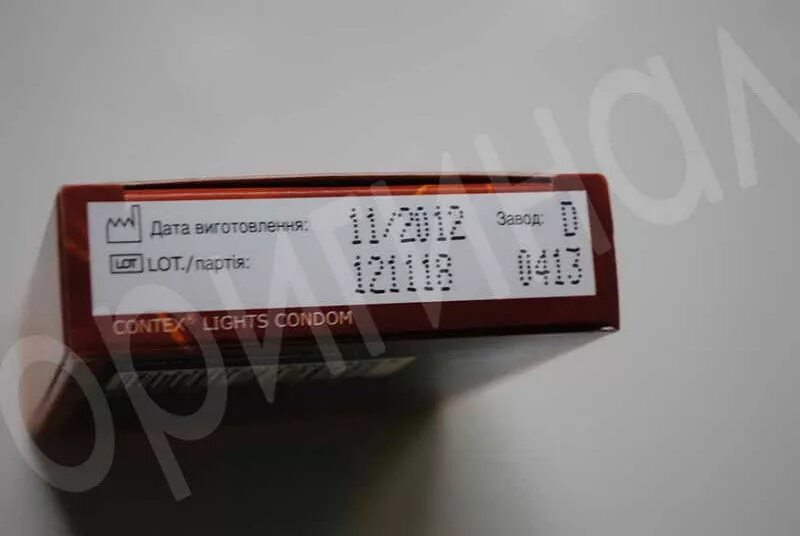 Дата виготовлення: 11/2012 Завод: D
LOT LOT./партія: 121118 0413
CONTEX® LIGHTS CONDOM
оригинал